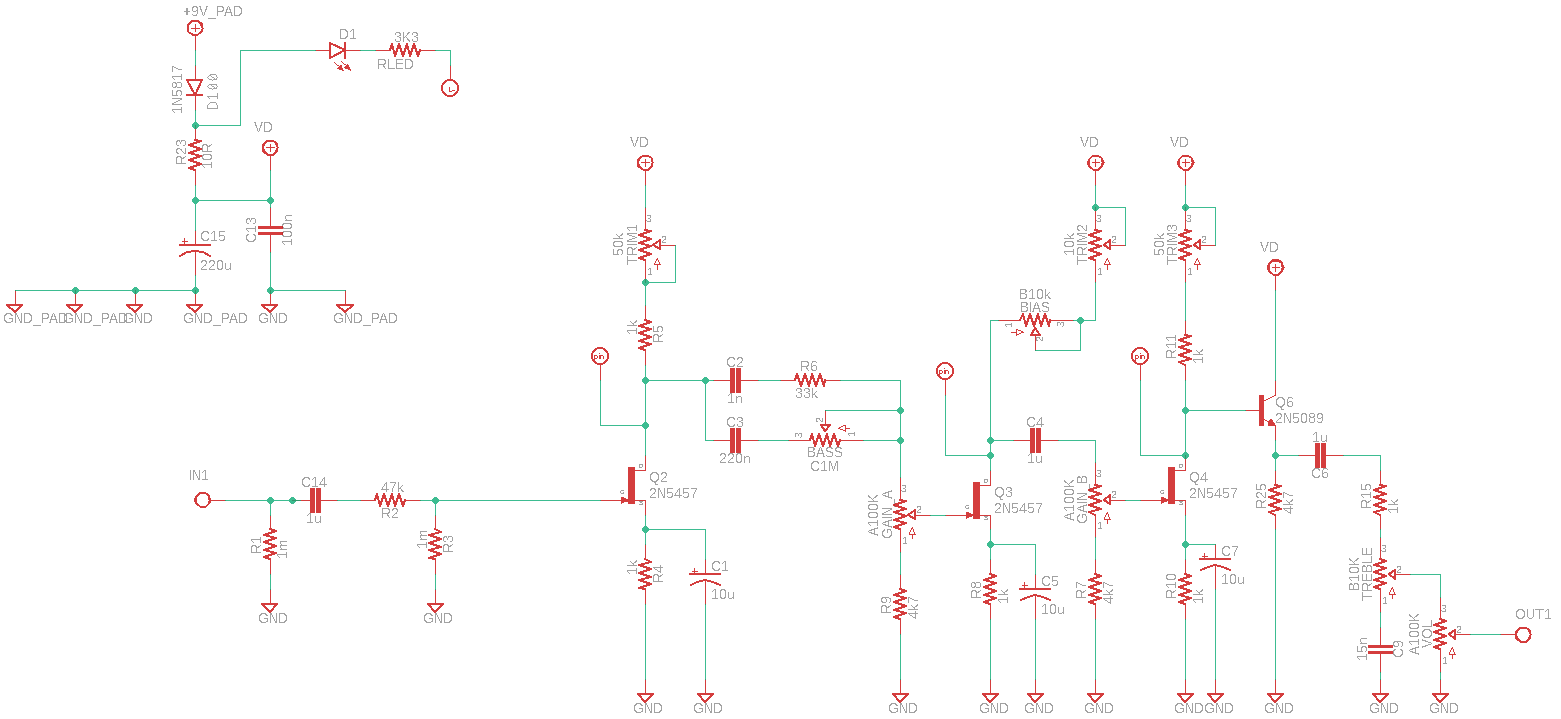 +9V_PAD
D1
3K3
RLED
L
1N5817
D100
VD
R23
10R
C15
220u
C13
100n
GND_PAD
GND_PAD
GND
GND_PAD
GND
GND_PAD
VD
3
50k
TRIM1
2
1
1k
R5
pin
C2
1n
R6
33k
C3
220n
2
3
1
BASS
C1M
IN1
C14
1u
47k
R2
R1
1m
1m
R3
GND
GND
Q2
2N5457
D
G
S
1k
R4
C1
10u
GND
GND
A100K
GAIN_A
3
2
1
R9
4k7
GND
pin
B10k
BIAS
1
3
2
VD
3
10k
TRIM2
2
1
C4
1u
D
G
S
Q3
2N5457
R8
1k
C5
10u
GND
GND
A100K
GAIN_B
3
2
1
R7
4k7
GND
VD
3
50k
TRIM3
2
1
R11
1k
pin
D
G
S
Q4
2N5457
C7
10u
R10
1k
GND
GND
VD
Q6
2N5089
1u
C6
R25
4k7
GND
R15
1k
B10K
TREBLE
3
2
1
15n
C9
GND
A100K
VOL
3
2
1
GND
OUT1